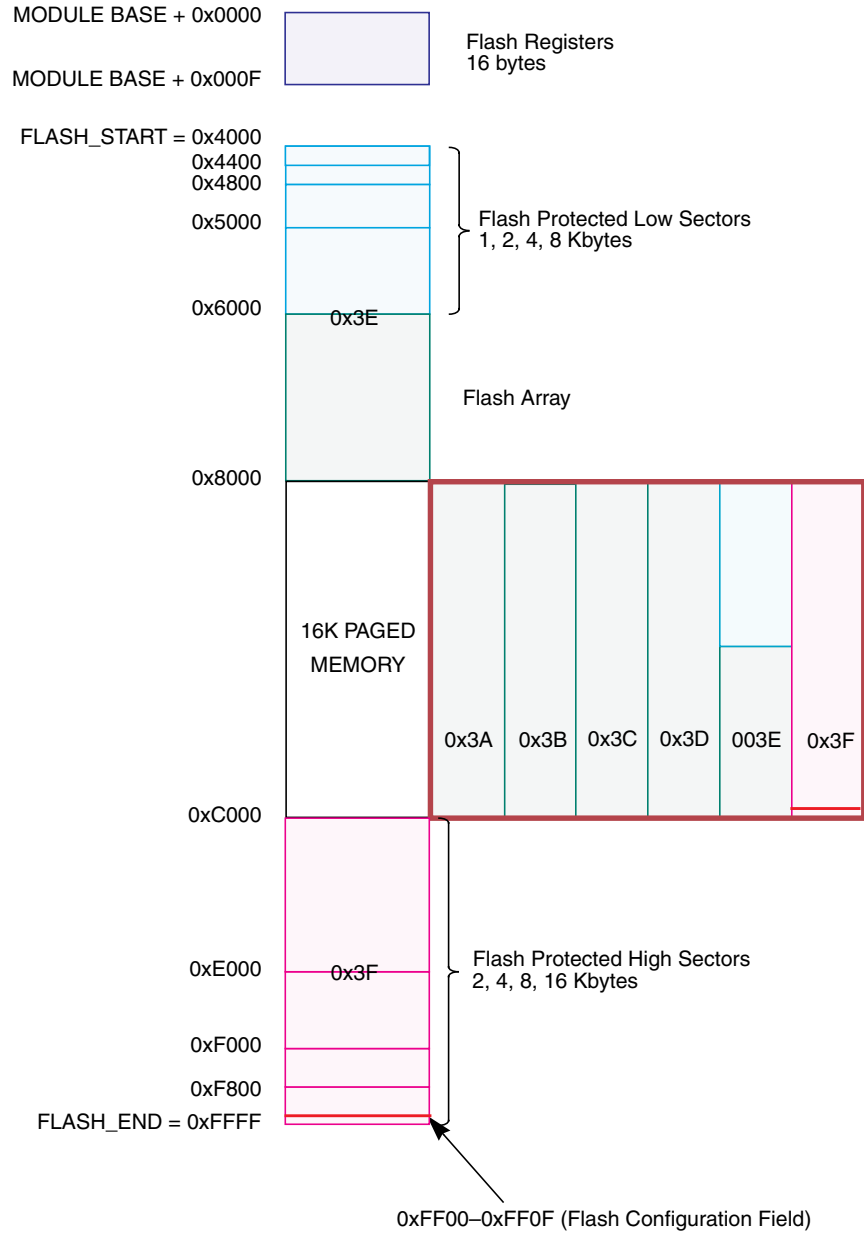 MODULE BASE + 0x0000
Flash Registers
16 bytes
MODULE BASE + 0x000F
FLASH_START = 0x4000
0x4400
0x4800
0x5000
Flash Protected Low Sectors
1, 2, 4, 8 Kbytes
0x6000
0x3E
Flash Array
0x8000
16K PAGED
MEMORY
0x3A
0x3B
0x3C
0x3D
003E
0x3F
0xC000
Flash Protected High Sectors
2, 4, 8, 16 Kbytes
0xE000
0x3F
0xF000
0xF800
FLASH_END = 0xFFFF
0xFF00–0xFF0F (Flash Configuration Field)